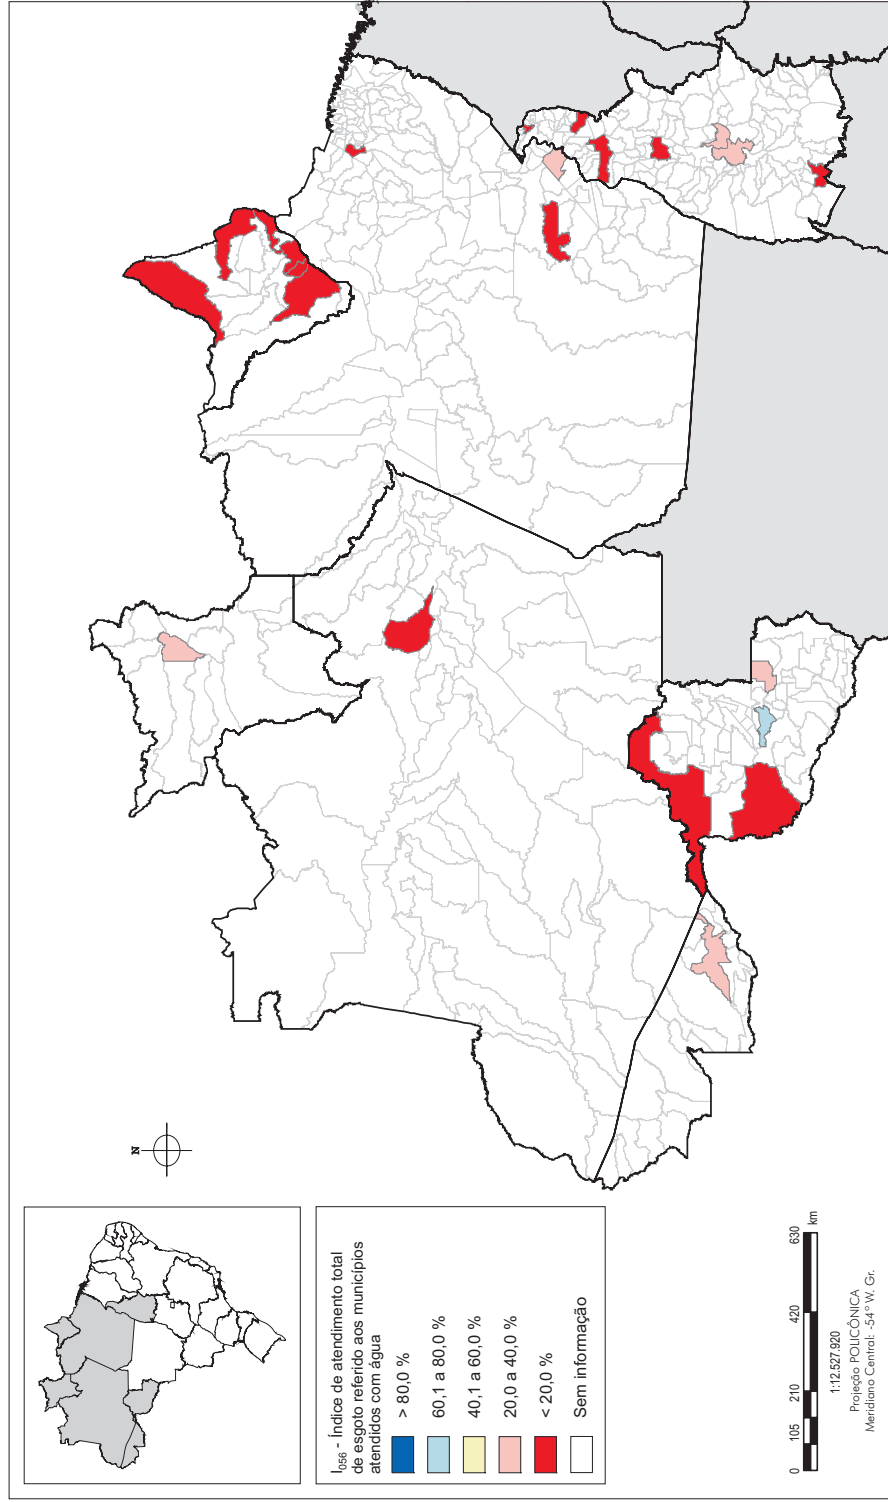 N
I056 - Índice de atendimento total
de esgoto referido aos municípios
atendidos com água
> 80,0 %
60,1 a 80,0 %
40,1 a 60,0 %
20,0 a 40,0 %
< 20,0 %
Sem informação
0 105 210 420 630
km
1:12.527.920
Projeção POLICÔNICA
Meridiano Central: -54° W. Gr.